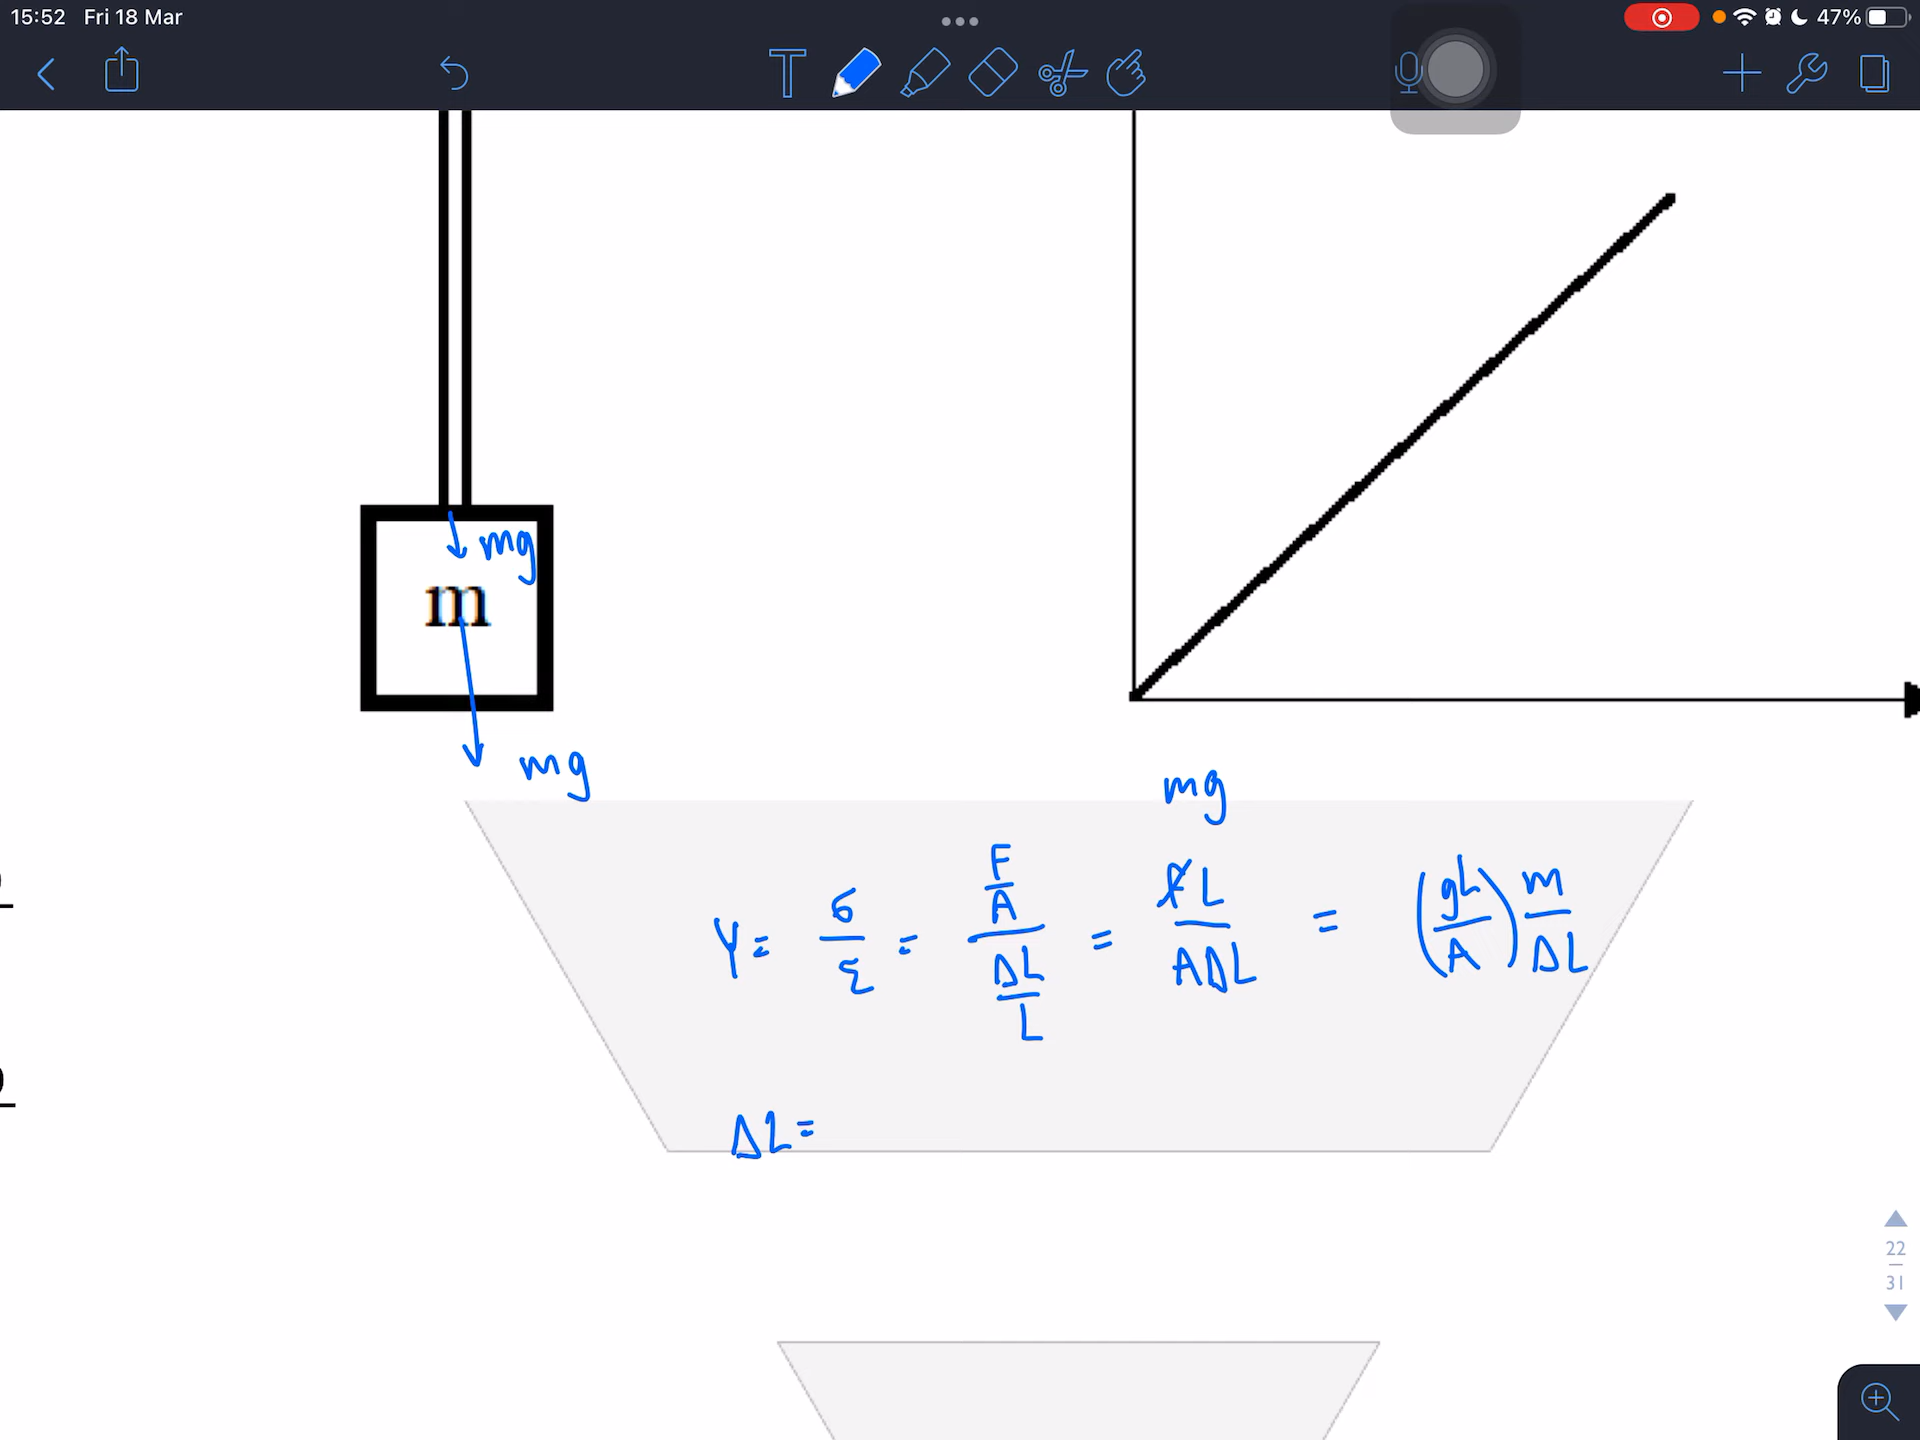 15:52 Fri 18 Mar 47%
T
mg
m
mg
mg
Y = σ/ε = (F/A)/(ΔL/L) = FL/AΔL = (gL/A) m/ΔL
ΔL =
22
31